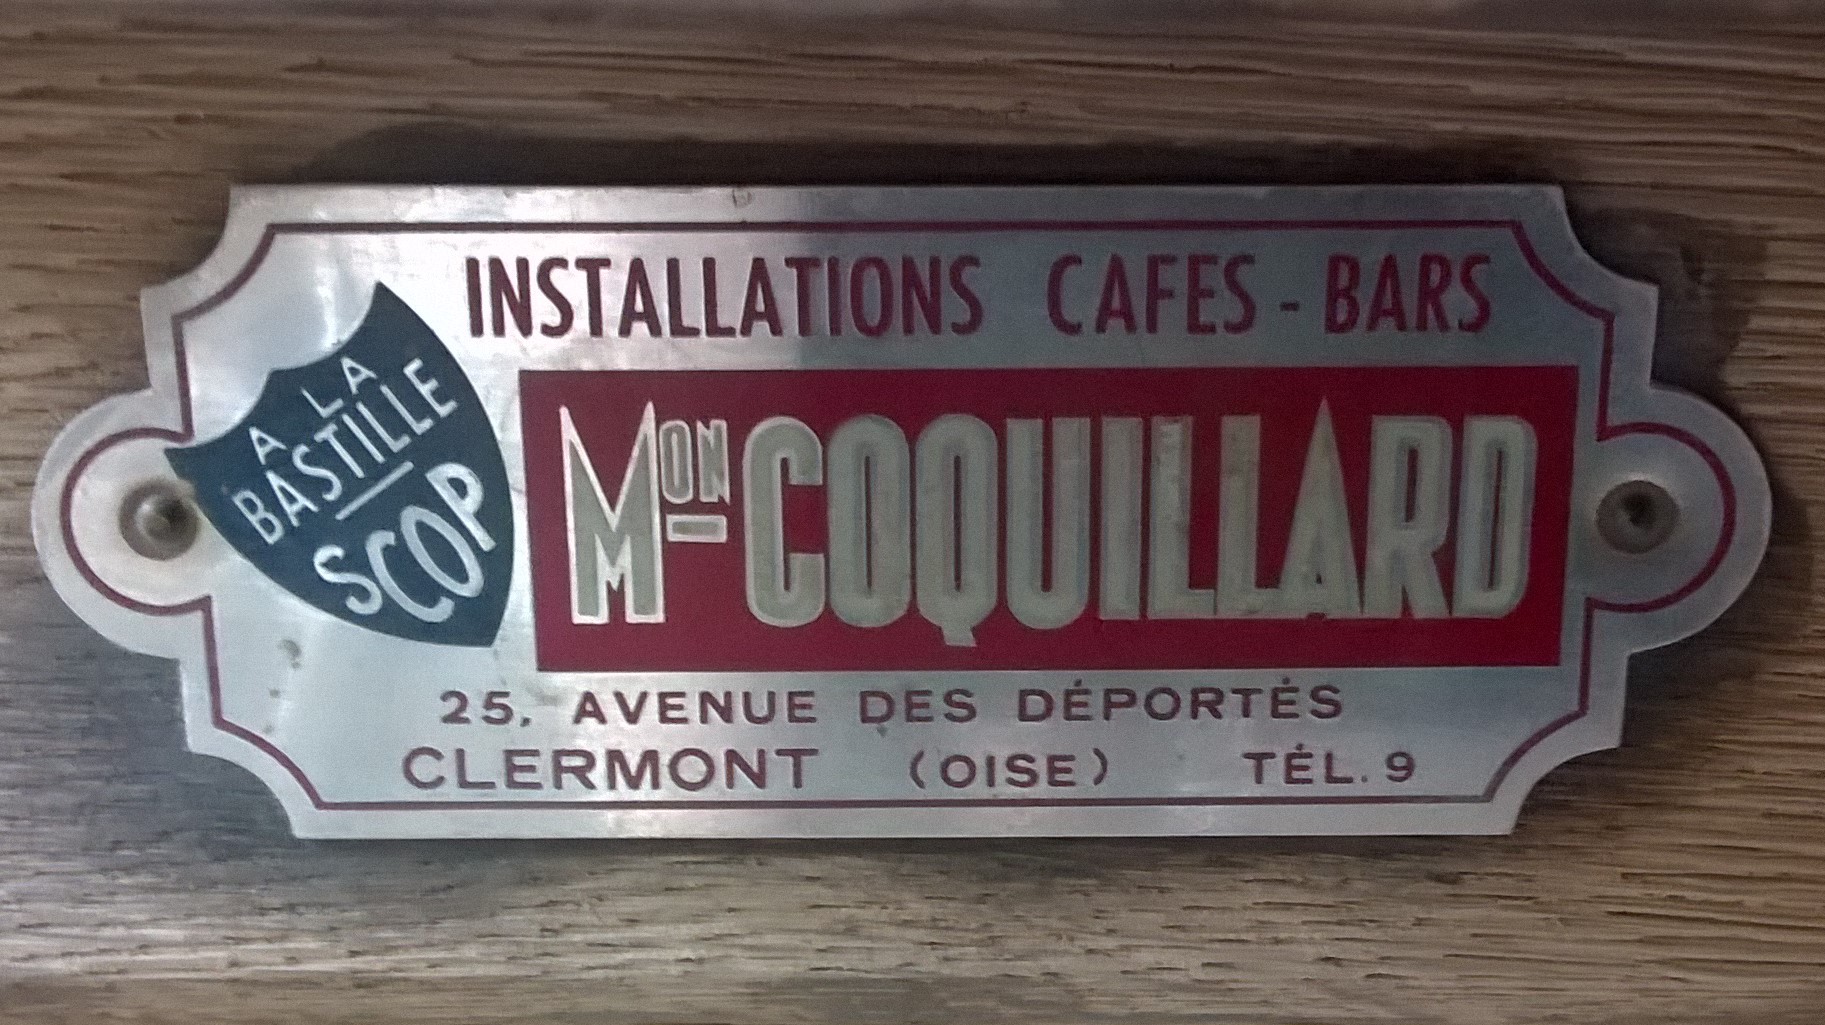 INSTALLATIONS CAFES - BARS
A LA
BASTILLE
SCOP
Mon COQUILLARD
25, AVENUE DES DÉPORTÉS
CLERMONT (OISE) TÉL. 9